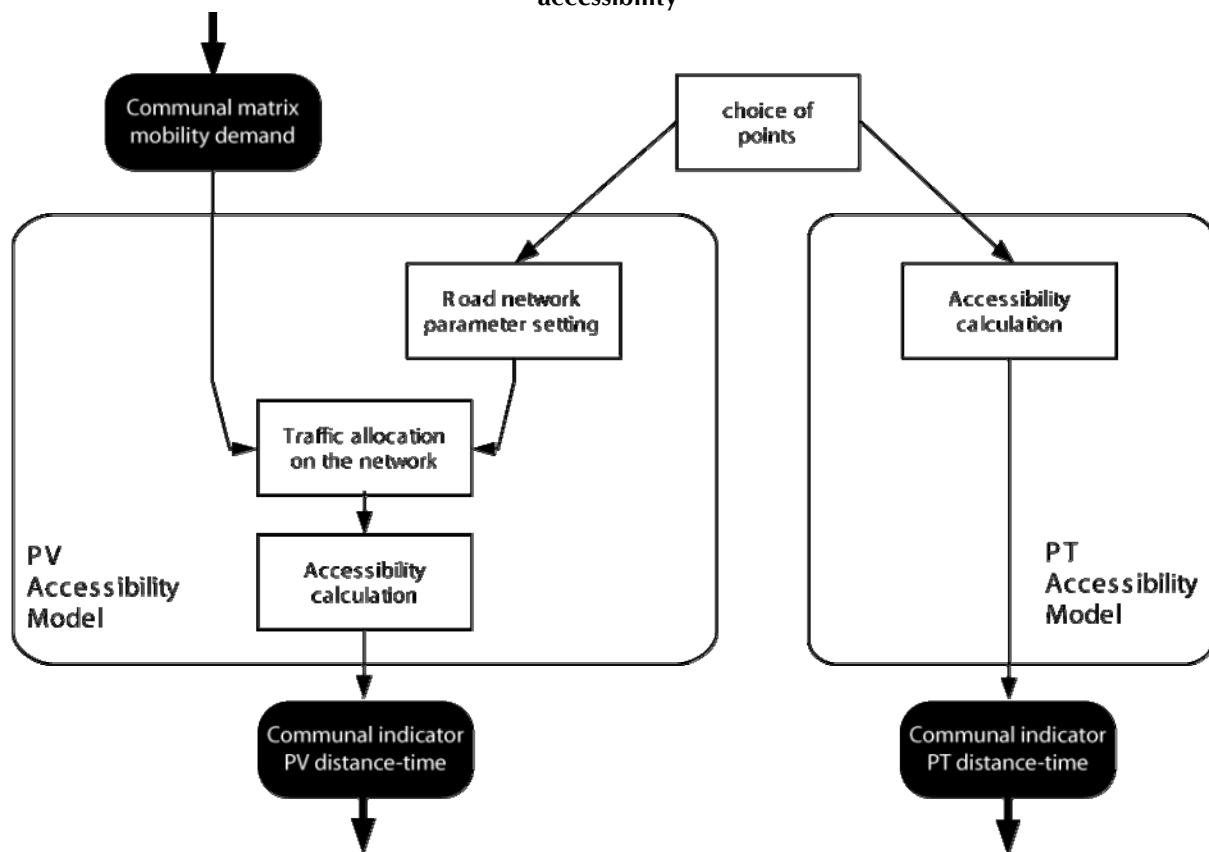 accessibility
Communal matrix
mobility demand
choice of
points
Road network
parameter setting
Accessibility
calculation
Traffic allocation
on the network
Accessibility
calculation
PV
Accessibility
Model
PT
Accessibility
Model
Communal indicator
PV distance-time
Communal indicator
PT distance-time